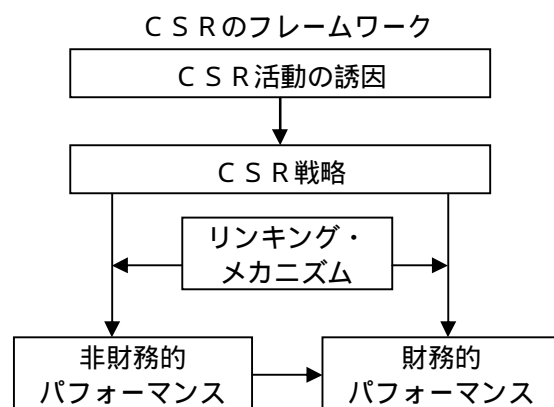 ＣＳＲのフレームワーク
ＣＳＲ活動の誘因
ＣＳＲ戦略
リンキング・
メカニズム
非財務的
パフォーマンス
財務的
パフォーマンス